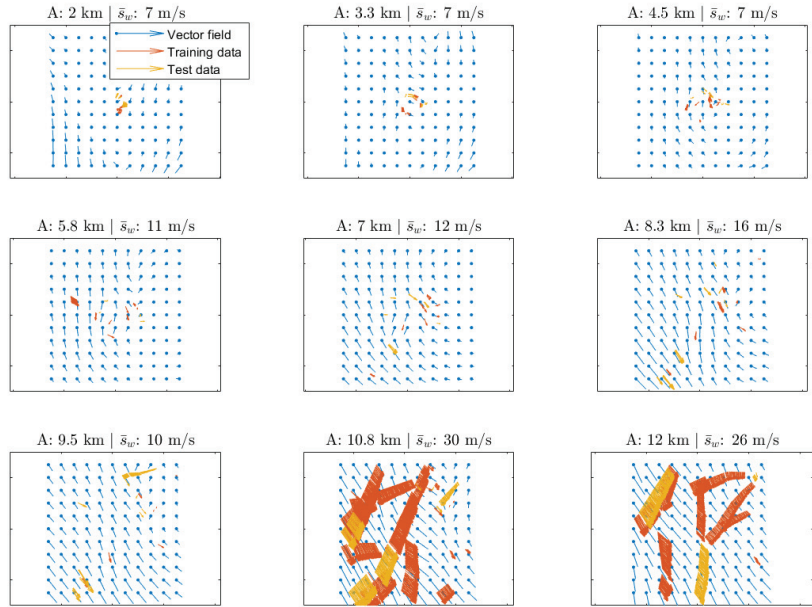 A: 2 km | s̄_w: 7 m/s
A: 3.3 km | s̄_w: 7 m/s
A: 4.5 km | s̄_w: 7 m/s
Vector field
Training data
Test data
A: 5.8 km | s̄_w: 11 m/s
A: 7 km | s̄_w: 12 m/s
A: 8.3 km | s̄_w: 16 m/s
A: 9.5 km | s̄_w: 10 m/s
A: 10.8 km | s̄_w: 30 m/s
A: 12 km | s̄_w: 26 m/s